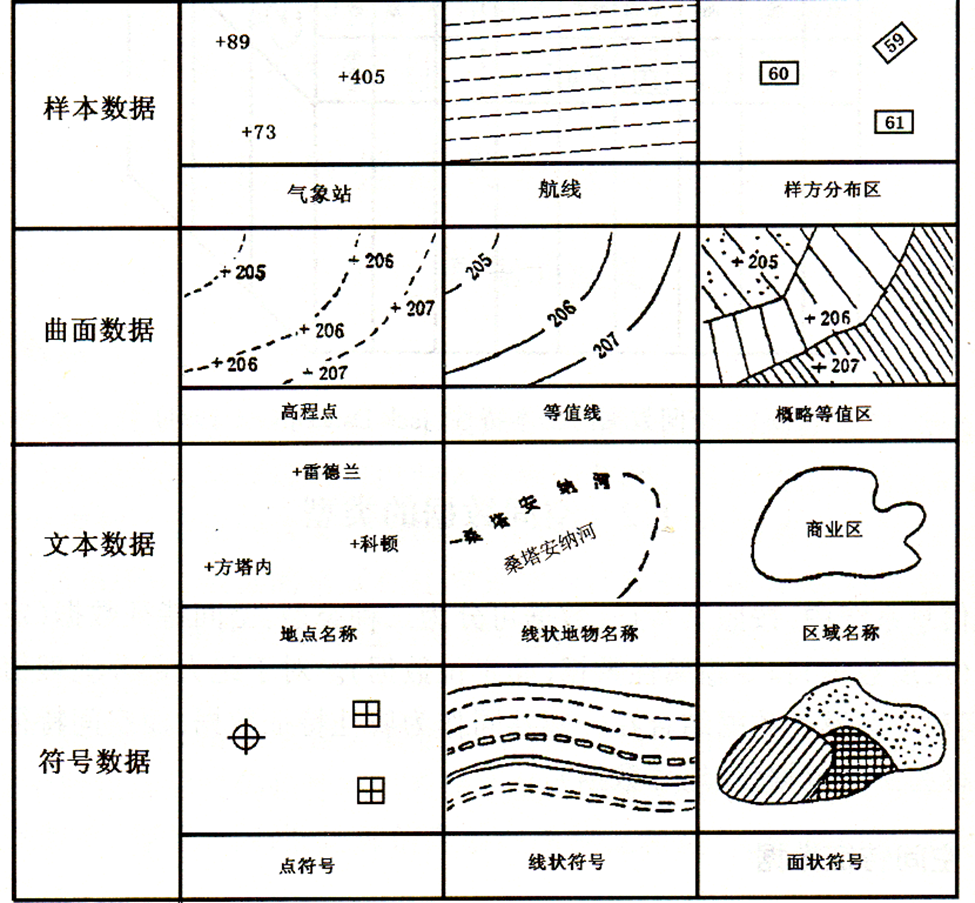 样本数据
+89
+405
+73
59
60
61
气象站
航线
样方分布区
曲面数据
+205
+206
+207
+206
+206
+207
205
206
207
+205
+206
+207
高程点
等值线
概略等值区
文本数据
+雷德兰
+科顿
+方塔内
桑塔安纳河
桑塔安纳河
商业区
地点名称
线状地物名称
区域名称
符号数据
点符号
线状符号
面状符号